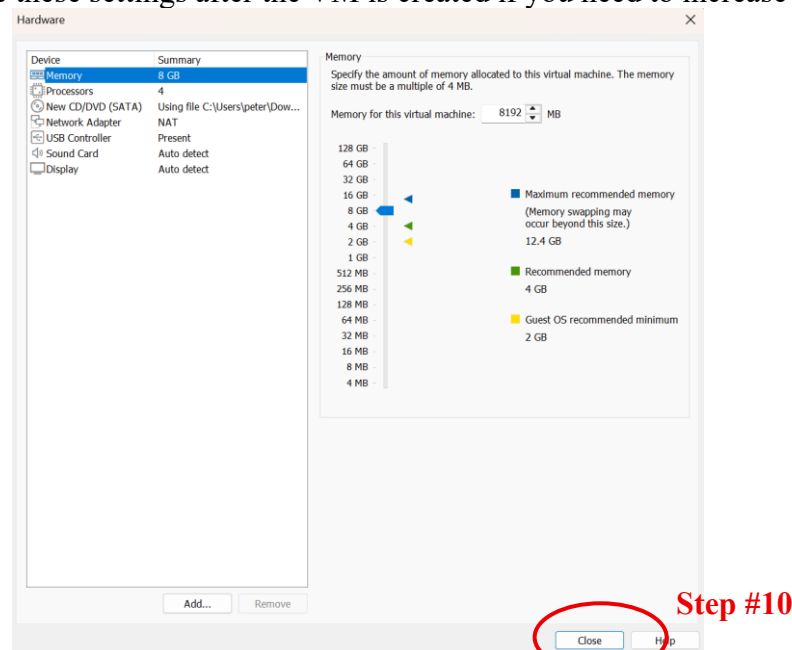 these settings after the VM is created if you need to increase
Hardware
Device Summary
Memory 8 GB
Processors 4
New CD/DVD (SATA) Using file C:\Users\peter\Dow...
Network Adapter NAT
USB Controller Present
Sound Card Auto detect
Display Auto detect
Add... Remove
Memory
Specify the amount of memory allocated to this virtual machine. The memory
size must be a multiple of 4 MB.
Memory for this virtual machine: 8192 MB
128 GB
64 GB
32 GB
16 GB
8 GB
4 GB
2 GB
1 GB
512 MB
256 MB
128 MB
64 MB
32 MB
16 MB
8 MB
4 MB
Maximum recommended memory
(Memory swapping may
occur beyond this size.)
12.4 GB
Recommended memory
4 GB
Guest OS recommended minimum
2 GB
Step #10
Close Help